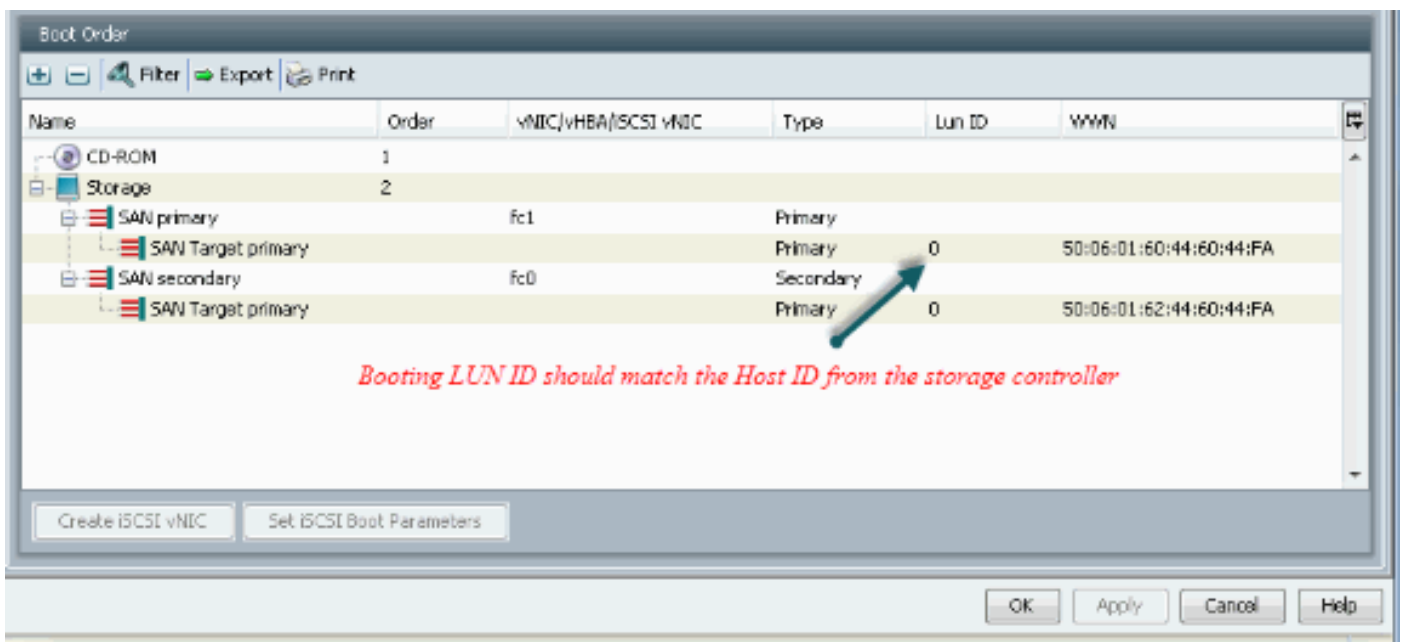 Boot Order
Filter Export Print
Name Order vNIC/vHBA/iSCSI vNIC Type Lun ID WWN
CD-ROM 1
Storage 2
SAN primary fc1 Primary
SAN Target primary Primary 0 50:06:01:60:44:60:44:FA
SAN secondary fc0 Secondary
SAN Target primary Primary 0 50:06:01:62:44:60:44:FA
Booting LUN ID should match the Host ID from the storage controller
Create iSCSI vNIC Set iSCSI Boot Parameters
OK Apply Cancel Help